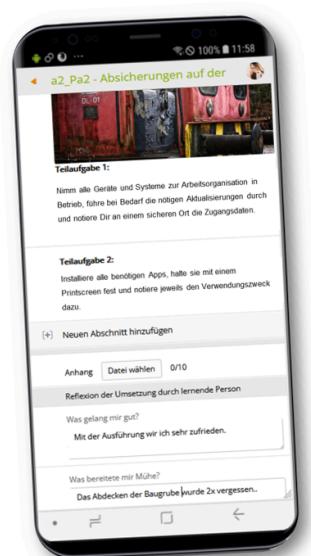 100% 11:58
a2_Pa2 - Absicherungen auf der
DL-01
Teilaufgabe 1:
Nimm alle Geräte und Systeme zur Arbeitsorganisation in
Betrieb, führe bei Bedarf die nötigen Aktualisierungen durch
und notiere Dir an einem sicheren Ort die Zugangsdaten.
Teilaufgabe 2:
Installiere alle benötigen Apps, halte sie mit einem
Printscreen fest und notiere jeweils den Verwendungszweck
dazu.
[+] Neuen Abschnitt hinzufügen
Anhang Datei wählen 0/10
Reflexion der Umsetzung durch lernende Person
Was gelang mir gut?
Mit der Ausführung wir ich sehr zufrieden.
Was bereitete mir Mühe?
Das Abdecken der Baugrube wurde 2x vergessen..